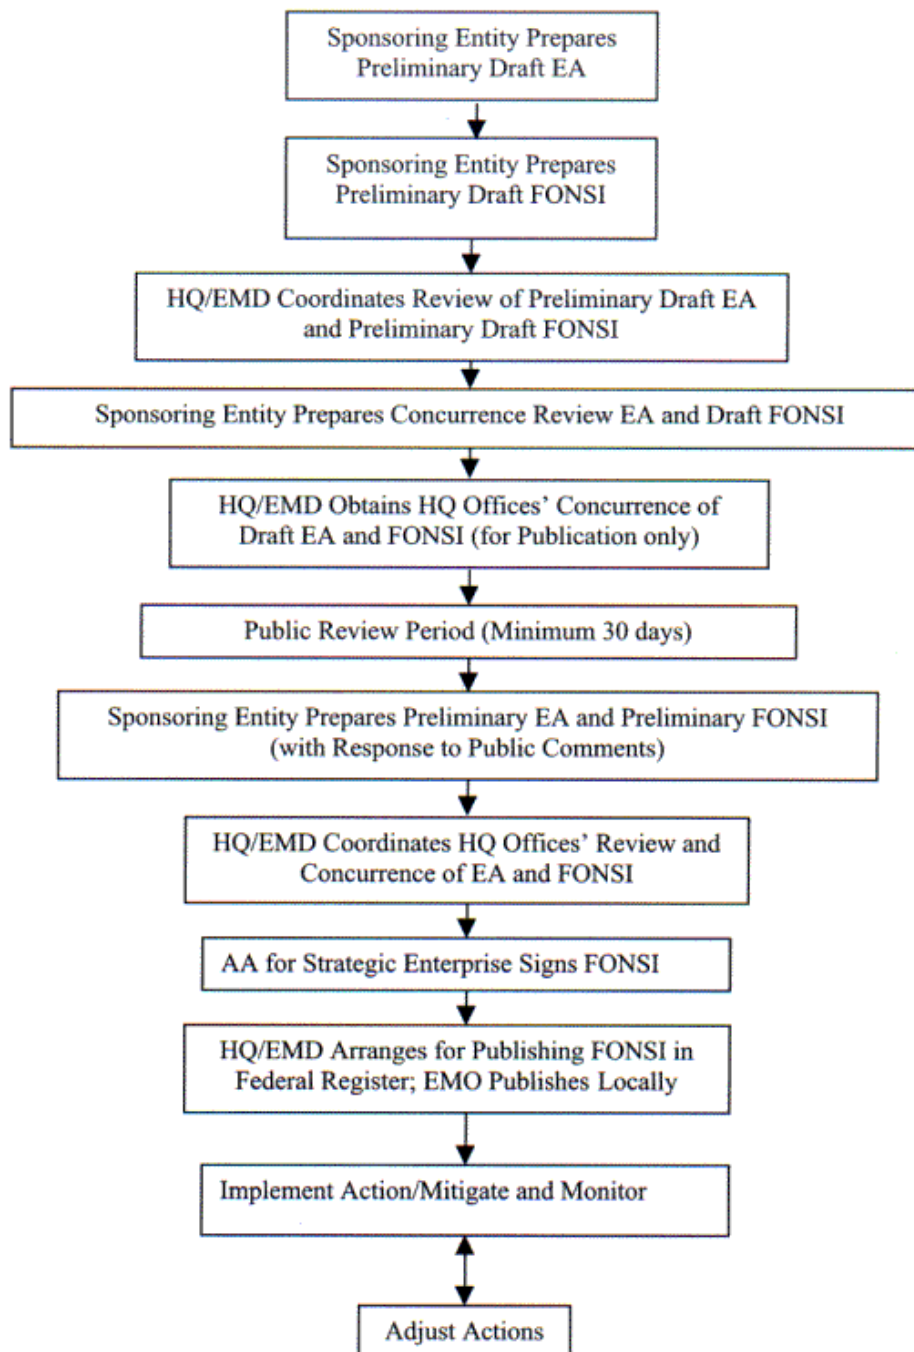 Sponsoring Entity Prepares
Preliminary Draft EA
Sponsoring Entity Prepares
Preliminary Draft FONSI
HQ/EMD Coordinates Review of Preliminary Draft EA
and Preliminary Draft FONSI
Sponsoring Entity Prepares Concurrence Review EA and Draft FONSI
HQ/EMD Obtains HQ Offices’ Concurrence of
Draft EA and FONSI (for Publication only)
Public Review Period (Minimum 30 days)
Sponsoring Entity Prepares Preliminary EA and Preliminary FONSI
(with Response to Public Comments)
HQ/EMD Coordinates HQ Offices’ Review and
Concurrence of EA and FONSI
AA for Strategic Enterprise Signs FONSI
HQ/EMD Arranges for Publishing FONSI in
Federal Register; EMO Publishes Locally
Implement Action/Mitigate and Monitor
Adjust Actions